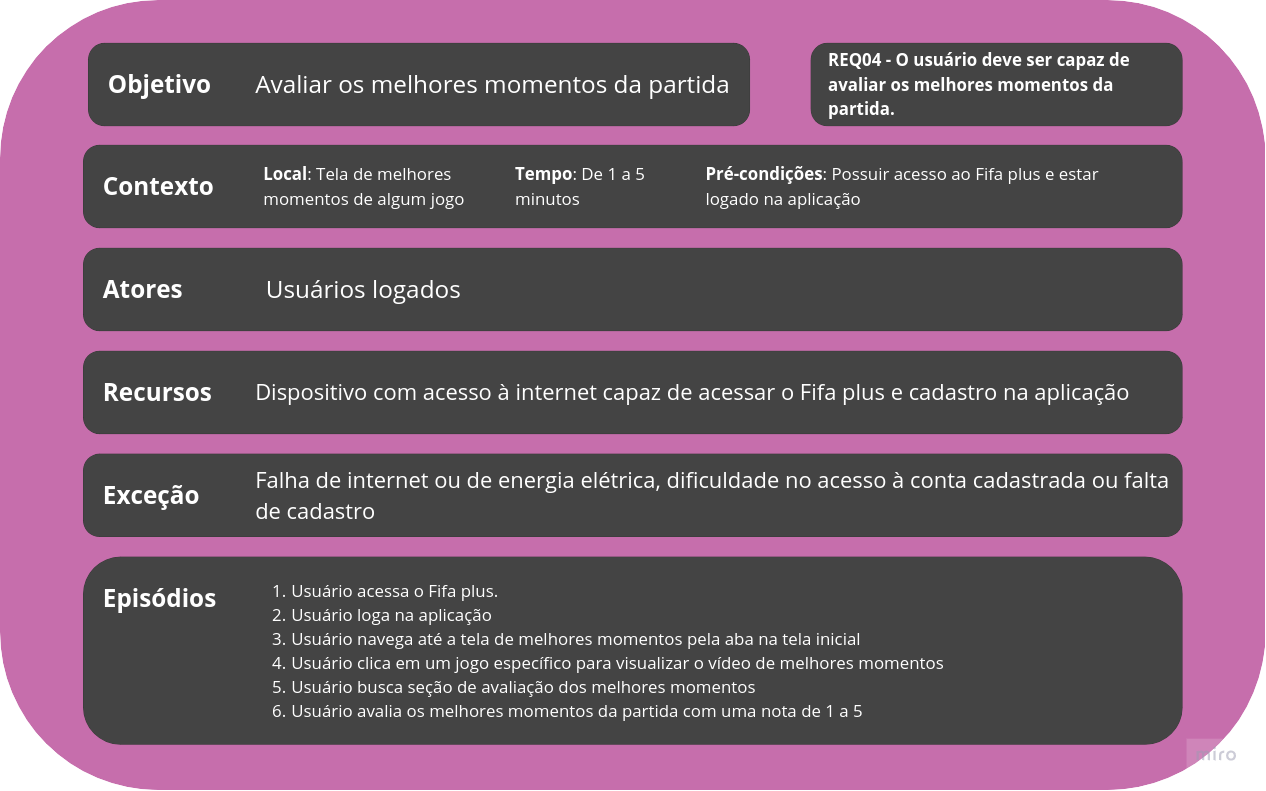 Objetivo
Avaliar os melhores momentos da partida
REQ04 - O usuário deve ser capaz de
avaliar os melhores momentos da
partida.
Contexto
Local: Tela de melhores
momentos de algum jogo
Tempo: De 1 a 5
minutos
Pré-condições: Possuir acesso ao Fifa plus e estar
logado na aplicação
Atores
Usuários logados
Recursos
Dispositivo com acesso à internet capaz de acessar o Fifa plus e cadastro na aplicação
Exceção
Falha de internet ou de energia elétrica, dificuldade no acesso à conta cadastrada ou falta
de cadastro
Episódios
1. Usuário acessa o Fifa plus.
2. Usuário loga na aplicação
3. Usuário navega até a tela de melhores momentos pela aba na tela inicial
4. Usuário clica em um jogo específico para visualizar o vídeo de melhores momentos
5. Usuário busca seção de avaliação dos melhores momentos
6. Usuário avalia os melhores momentos da partida com uma nota de 1 a 5
miro